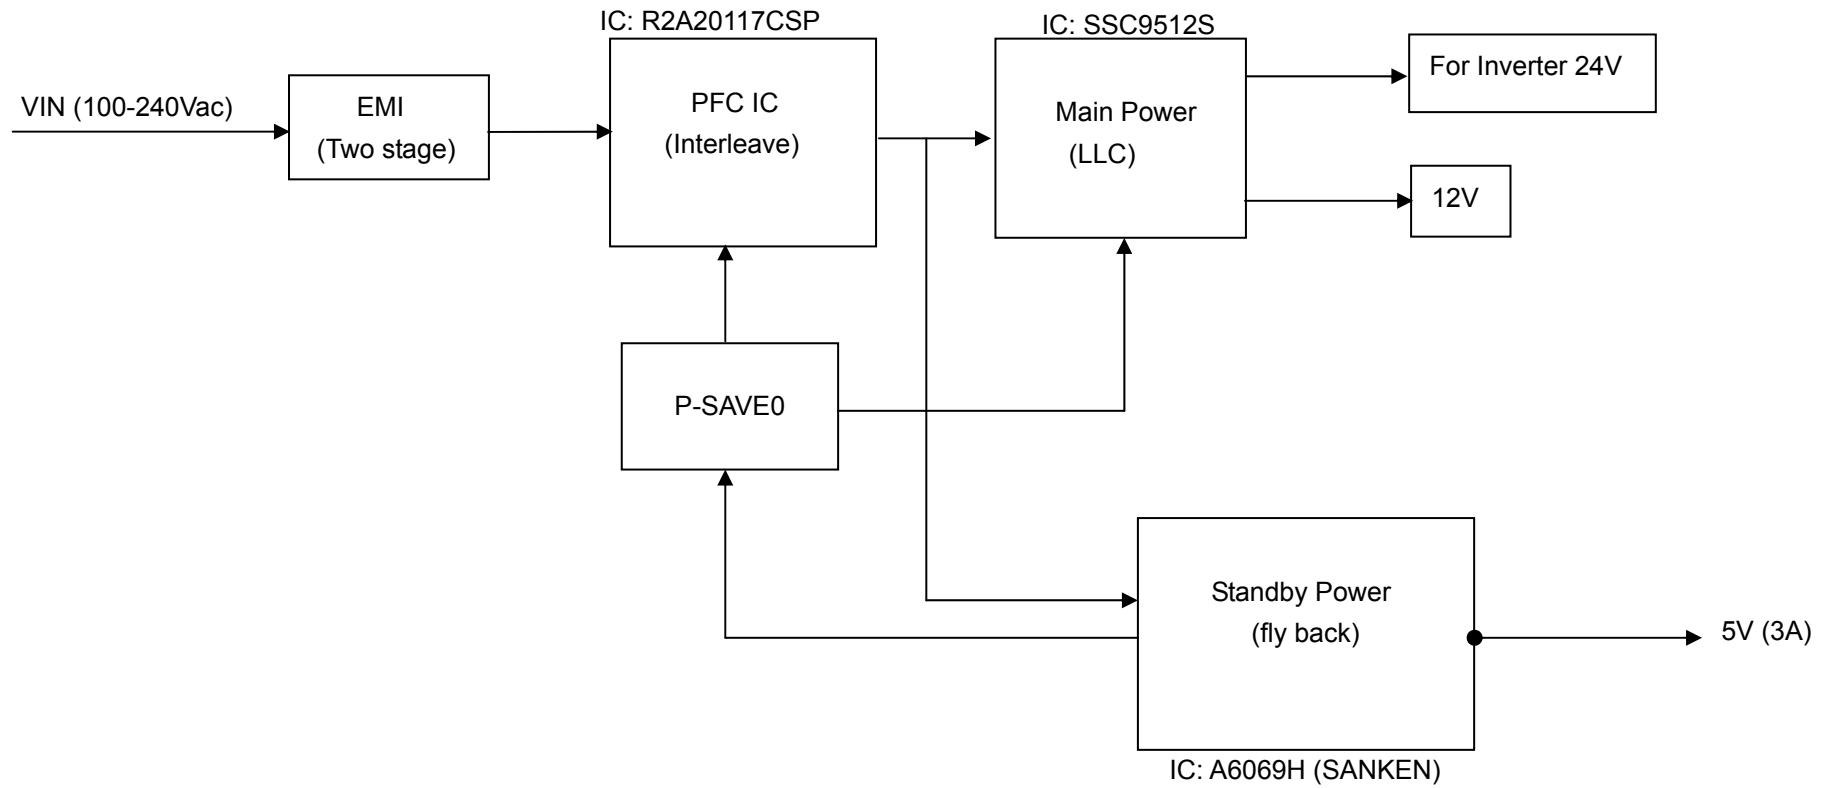 IC: R2A20117CSP
IC: SSC9512S
VIN (100-240Vac)
EMI
(Two stage)
PFC IC
(Interleave)
Main Power
(LLC)
For Inverter 24V
12V
P-SAVE0
Standby Power
(fly back)
5V (3A)
IC: A6069H (SANKEN)